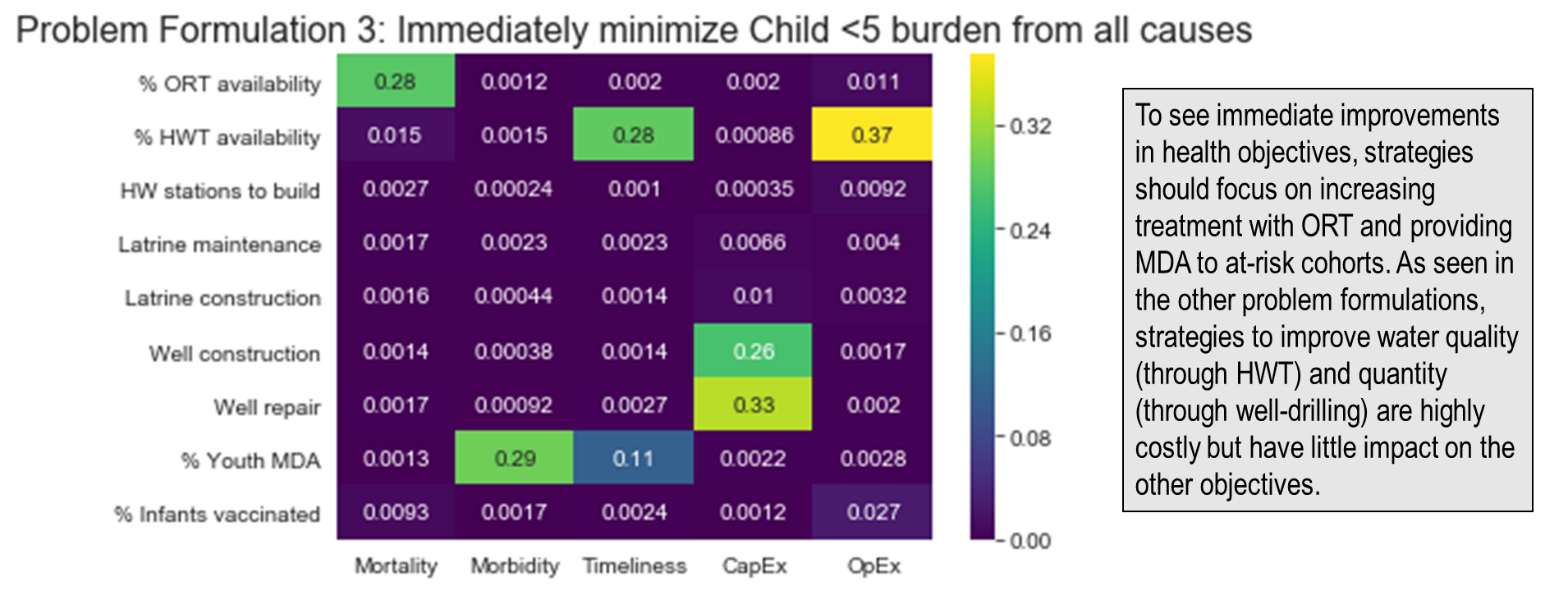 Problem Formulation 3: Immediately minimize Child <5 burden from all causes
% ORT availability 0.28 0.0012 0.002 0.002 0.011
% HWT availability 0.015 0.0015 0.28 0.00086 0.37
HW stations to build 0.0027 0.00024 0.001 0.00035 0.0092
Latrine maintenance 0.0017 0.0023 0.0023 0.0066 0.004
Latrine construction 0.0016 0.00044 0.0014 0.01 0.0032
Well construction 0.0014 0.00038 0.0014 0.26 0.0017
Well repair 0.0017 0.00092 0.0027 0.33 0.002
% Youth MDA 0.0013 0.29 0.11 0.0022 0.0028
% Infants vaccinated 0.0093 0.0017 0.0024 0.0012 0.027
Mortality Morbidity Timeliness CapEx OpEx
0.32
0.24
0.16
0.08
0.00
To see immediate improvements
in health objectives, strategies
should focus on increasing
treatment with ORT and providing
MDA to at-risk cohorts. As seen in
the other problem formulations,
strategies to improve water quality
(through HWT) and quantity
(through well-drilling) are highly
costly but have little impact on the
other objectives.